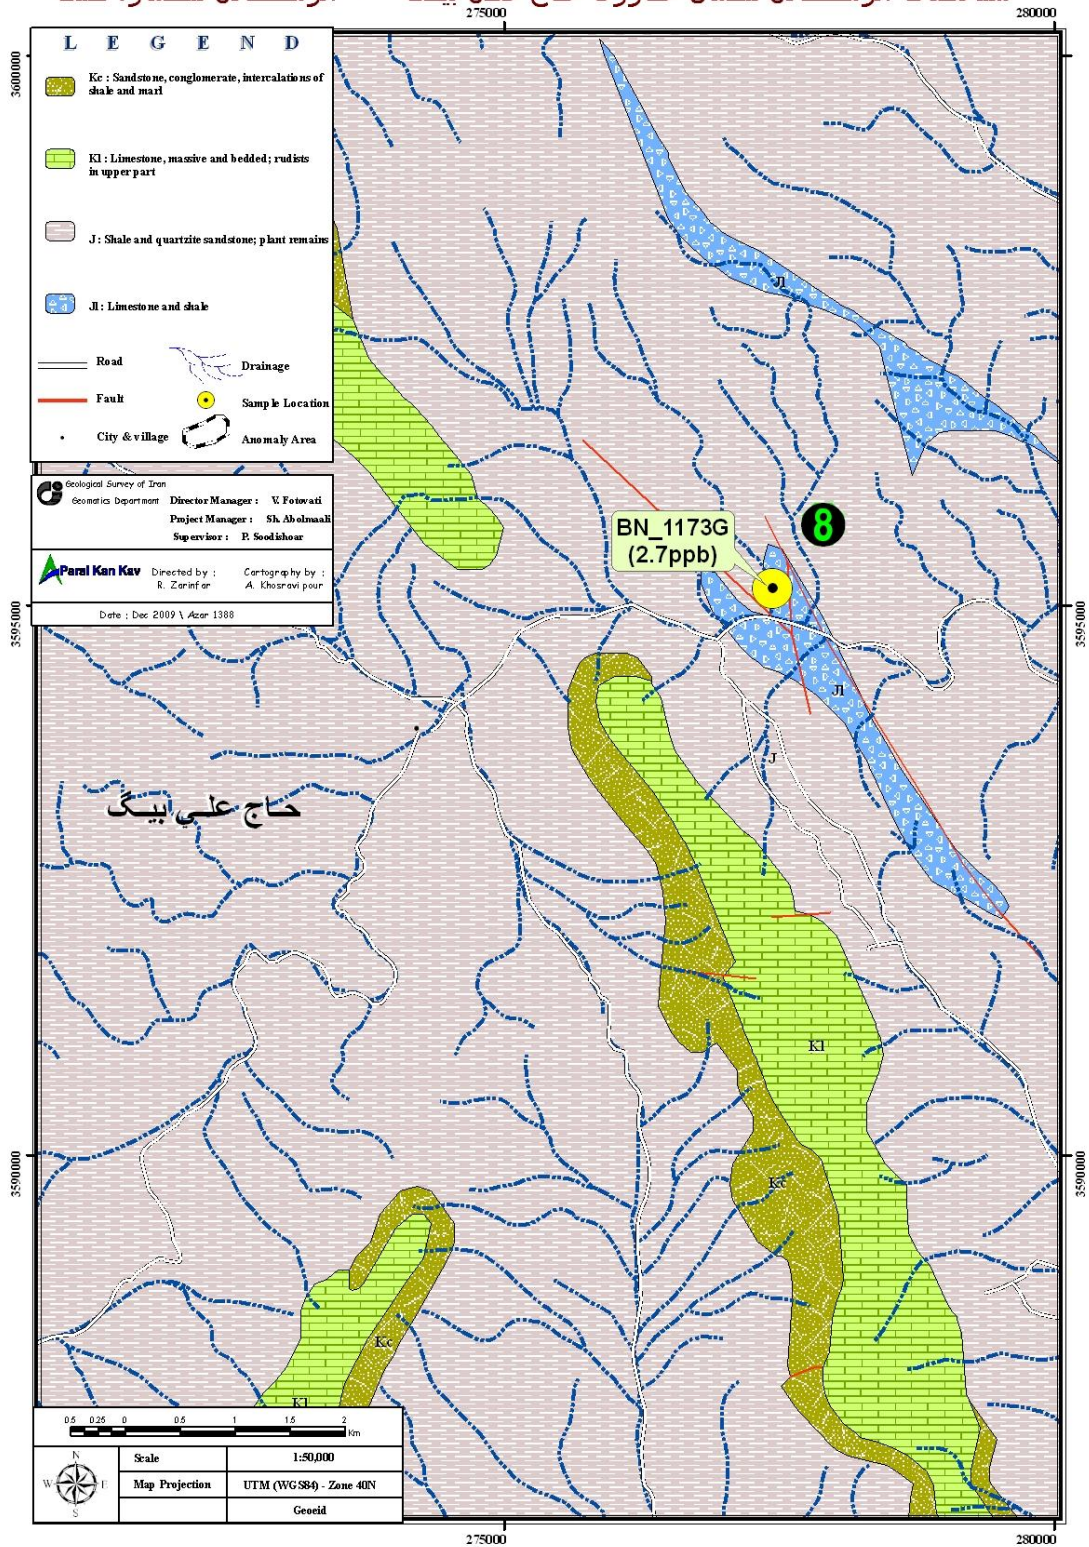 275000
280000
3600000
L E G E N D
Kc : Sandstone, conglomerate, intercalations of
shale and marl
Kl : Limestone, massive and bedded; rudists
in upper part
J : Shale and quartzite sandstone; plant remains
Jl : Limestone and shale
Road
Drainage
Fault
Sample Location
City & village
Anomaly Area
Geological Survey of Iran
Geomatics Department
Director Manager : V. Fotovati
Project Manager : Sh. Abolmaali
Supervisor : P. Soodishoar
Parsi Kan Kav
Directed by :
R. Zarinfar
Cartography by :
A. Khosravi pour
Date : Dec 2009 \ Azar 1388
Jl
8
BN_1173G
(2.7ppb)
3595000
3595000
Jl
J
حاج علي بيگ
Kl
3590000
3590000
Kc
Kc
Kl
0.5 0.25 0 0.5 1 1.5 2
Km
N
W E
S
Scale 1:50,000
Map Projection UTM (WGS84) - Zone 40N
Geoeid
275000
280000